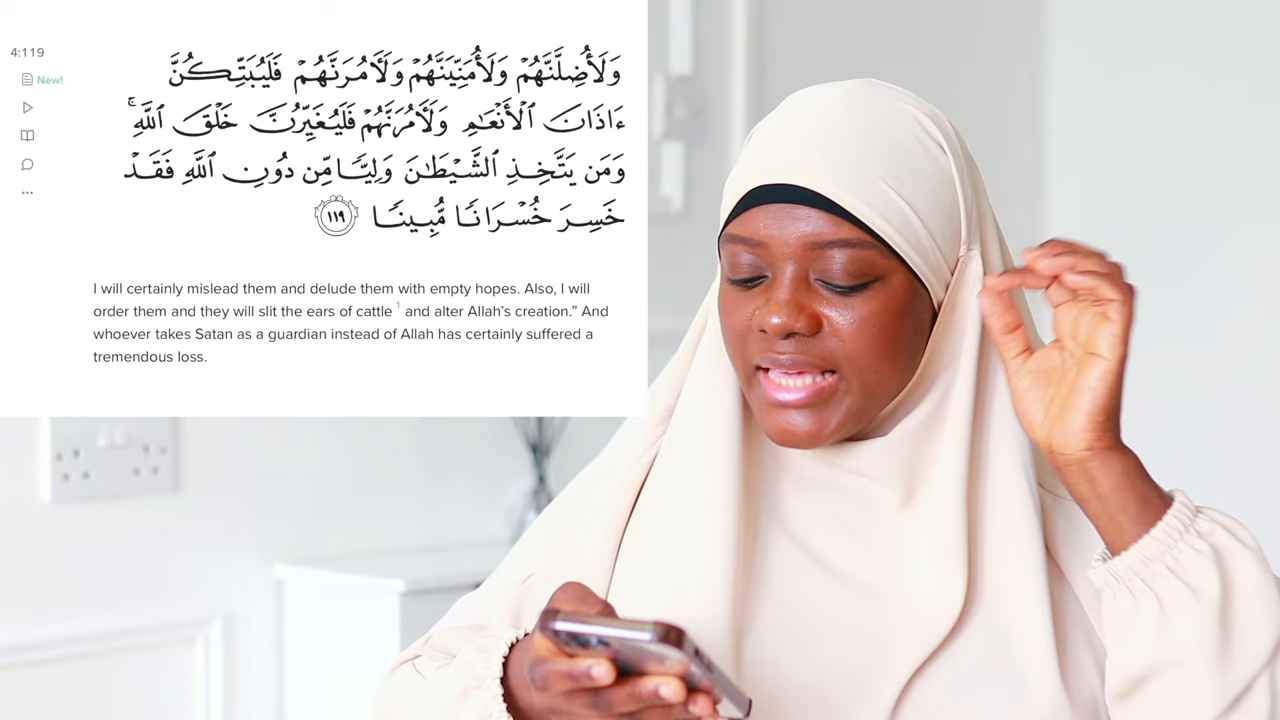 4:119
New!
وَلَأُضِلَّنَّهُمْ وَلَأُمَنِّيَنَّهُمْ وَلَـَٔامُرَنَّهُمْ فَلَيُبَتِّكُنَّ
ءَاذَانَ ٱلْأَنْعَـٰمِ وَلَـَٔامُرَنَّهُمْ فَلَيُغَيِّرُنَّ خَلْقَ ٱللَّهِ ۚ
وَمَن يَتَّخِذِ ٱلشَّيْطَـٰنَ وَلِيًّا مِّن دُونِ ٱللَّهِ فَقَدْ
خَسِرَ خُسْرَانًا مُّبِينًا ١١٩
I will certainly mislead them and delude them with empty hopes. Also, I will
order them and they will slit the ears of cattle 1 and alter Allah’s creation.” And
whoever takes Satan as a guardian instead of Allah has certainly suffered a
tremendous loss.